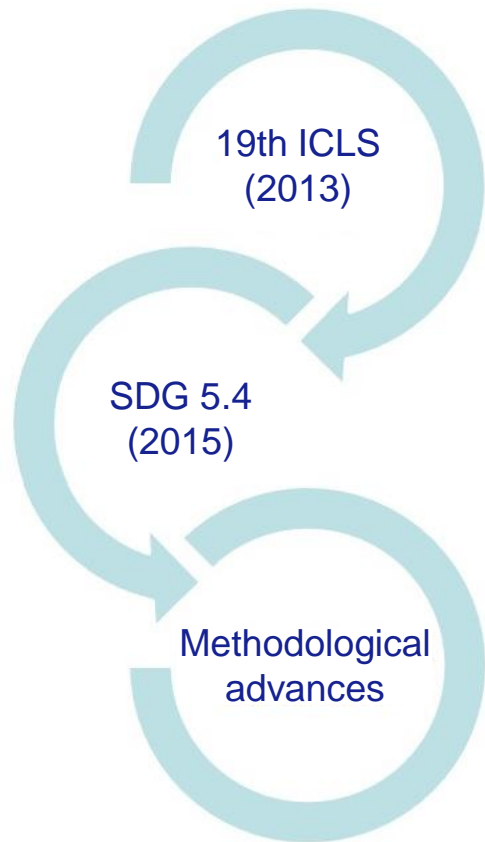 19th ICLS
(2013)
SDG 5.4
(2015)
Methodological
advances